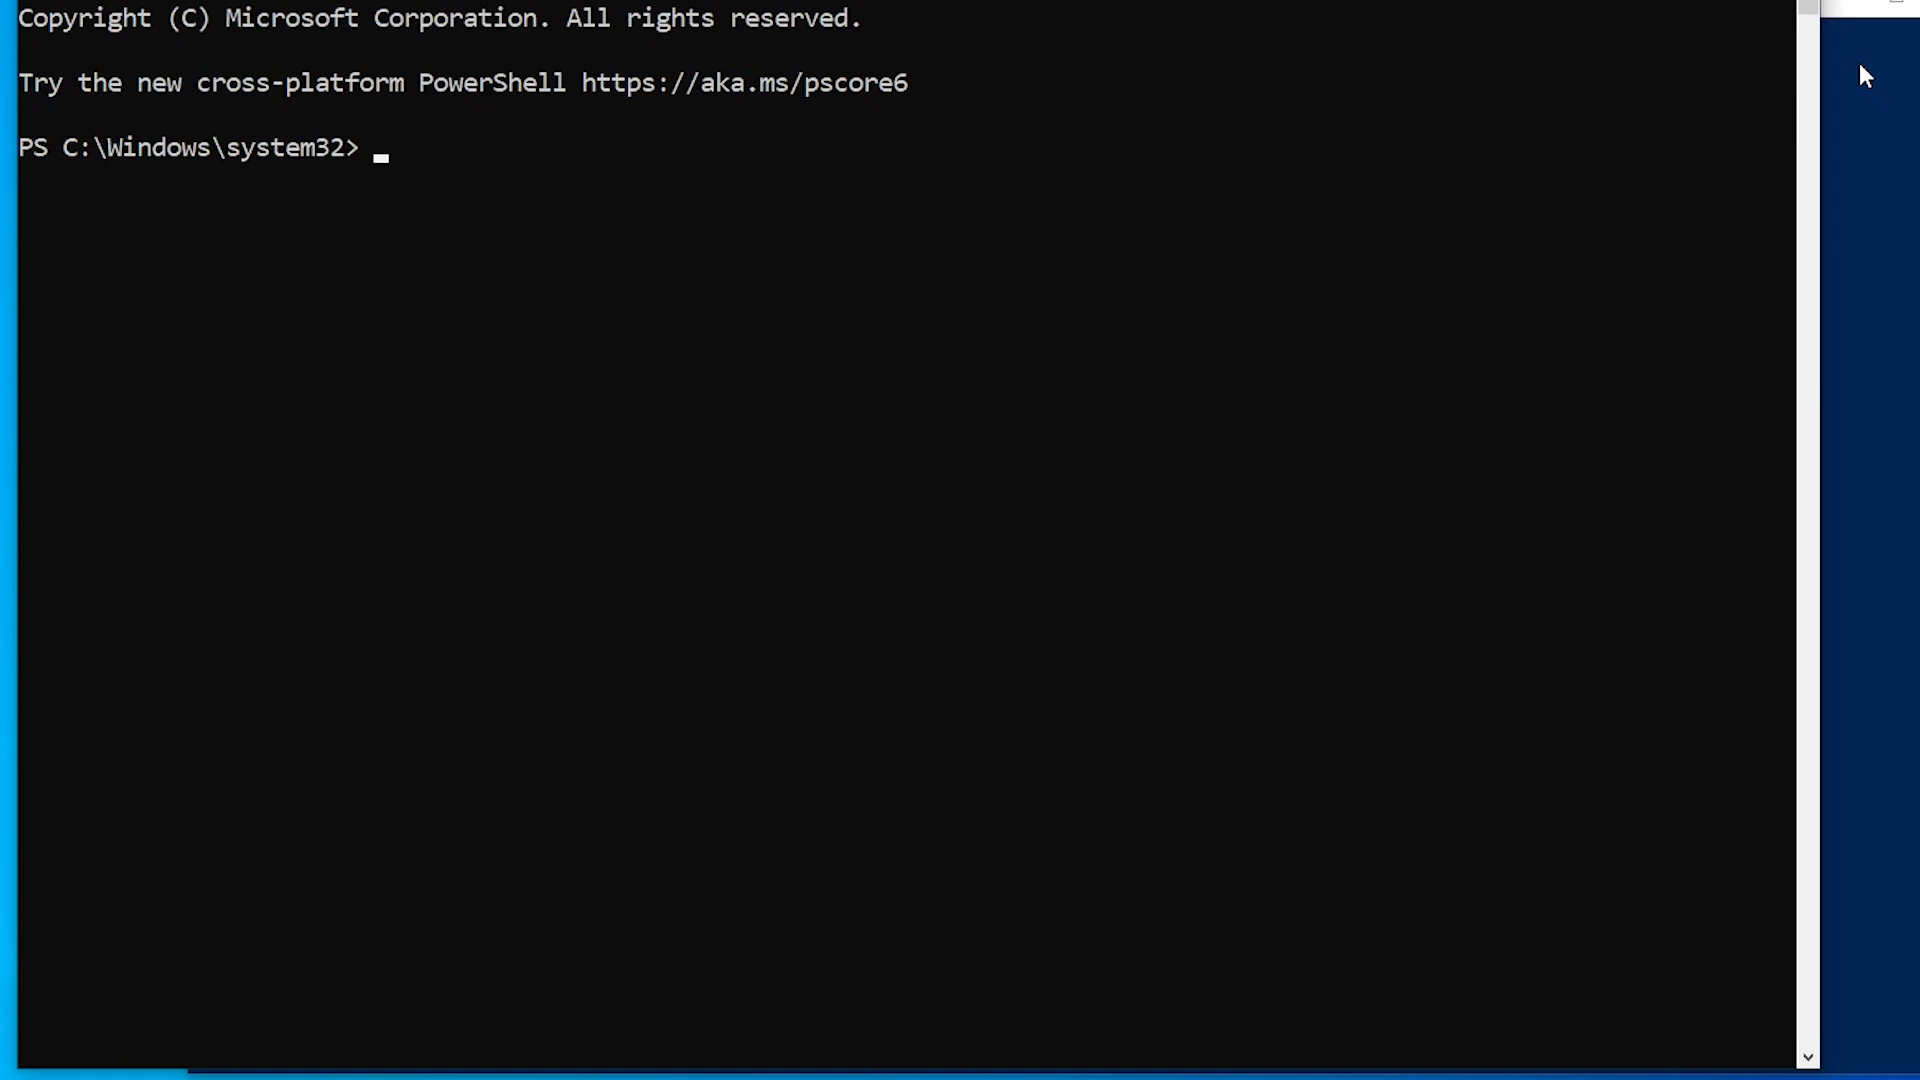 Copyright (C) Microsoft Corporation. All rights reserved.
Try the new cross-platform PowerShell https://aka.ms/pscore6
PS C:\Windows\system32>